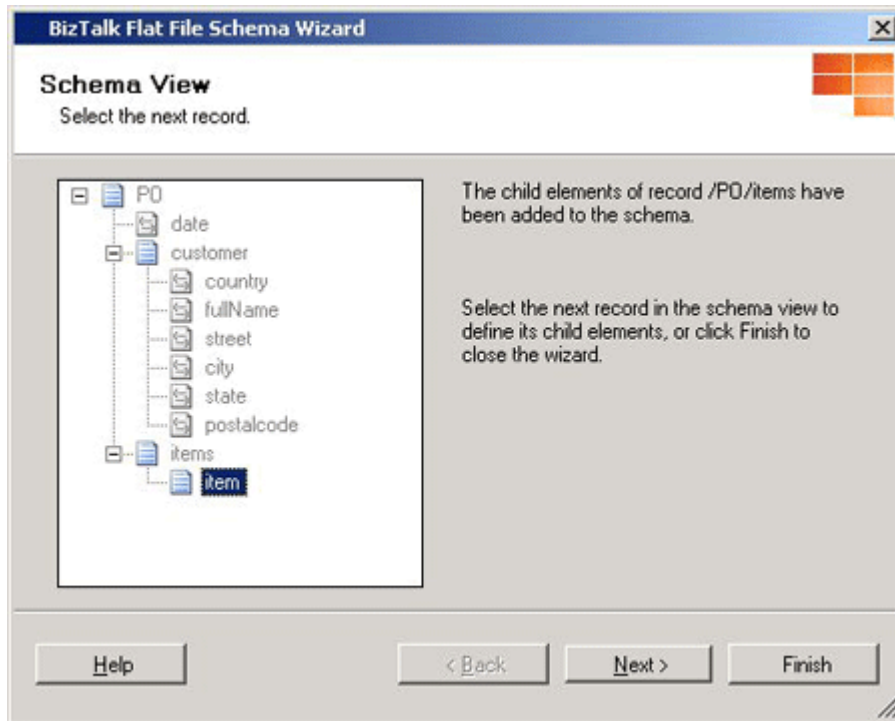 BizTalk Flat File Schema Wizard
Schema View
Select the next record.
PO
date
customer
country
fullName
street
city
state
postalcode
items
item
The child elements of record /PO/items have
been added to the schema.
Select the next record in the schema view to
define its child elements, or click Finish to
close the wizard.
Help
< Back
Next >
Finish